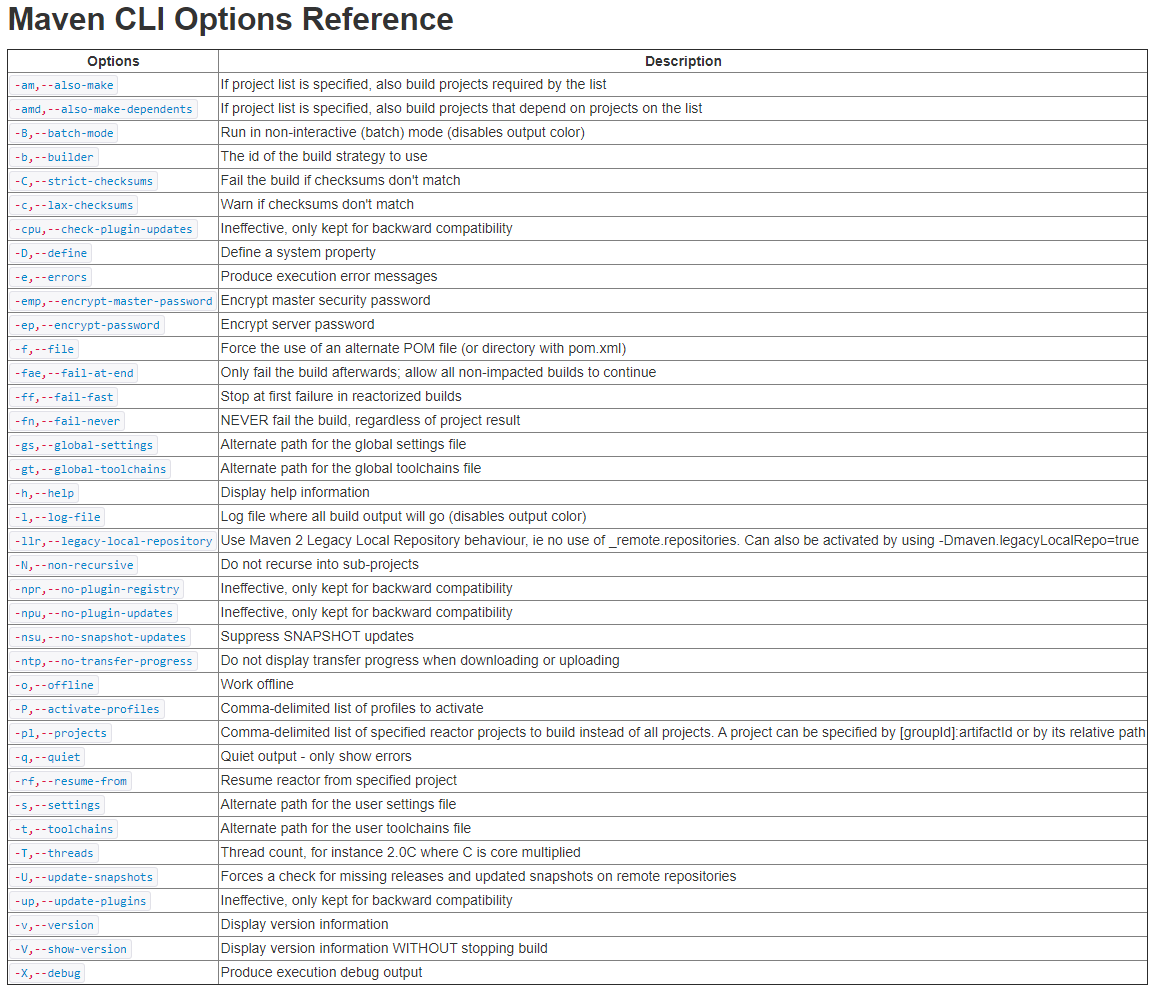 Maven CLI Options Reference
Options Description
-am,--also-make If project list is specified, also build projects required by the list
-amd,--also-make-dependents If project list is specified, also build projects that depend on projects on the list
-B,--batch-mode Run in non-interactive (batch) mode (disables output color)
-b,--builder The id of the build strategy to use
-C,--strict-checksums Fail the build if checksums don't match
-c,--lax-checksums Warn if checksums don't match
-cpu,--check-plugin-updates Ineffective, only kept for backward compatibility
-D,--define Define a system property
-e,--errors Produce execution error messages
-emp,--encrypt-master-password Encrypt master security password
-ep,--encrypt-password Encrypt server password
-f,--file Force the use of an alternate POM file (or directory with pom.xml)
-fae,--fail-at-end Only fail the build afterwards; allow all non-impacted builds to continue
-ff,--fail-fast Stop at first failure in reactorized builds
-fn,--fail-never NEVER fail the build, regardless of project result
-gs,--global-settings Alternate path for the global settings file
-gt,--global-toolchains Alternate path for the global toolchains file
-h,--help Display help information
-l,--log-file Log file where all build output will go (disables output color)
-llr,--legacy-local-repository Use Maven 2 Legacy Local Repository behaviour, ie no use of _remote.repositories. Can also be activated by using -Dmaven.legacyLocalRepo=true
-N,--non-recursive Do not recurse into sub-projects
-npr,--no-plugin-registry Ineffective, only kept for backward compatibility
-npu,--no-plugin-updates Ineffective, only kept for backward compatibility
-nsu,--no-snapshot-updates Suppress SNAPSHOT updates
-ntp,--no-transfer-progress Do not display transfer progress when downloading or uploading
-o,--offline Work offline
-P,--activate-profiles Comma-delimited list of profiles to activate
-pl,--projects Comma-delimited list of specified reactor projects to build instead of all projects. A project can be specified by [groupId]:artifactId or by its relative path
-q,--quiet Quiet output - only show errors
-rf,--resume-from Resume reactor from specified project
-s,--settings Alternate path for the user settings file
-t,--toolchains Alternate path for the user toolchains file
-T,--threads Thread count, for instance 2.0C where C is core multiplied
-U,--update-snapshots Forces a check for missing releases and updated snapshots on remote repositories
-up,--update-plugins Ineffective, only kept for backward compatibility
-v,--version Display version information
-V,--show-version Display version information WITHOUT stopping build
-X,--debug Produce execution debug output